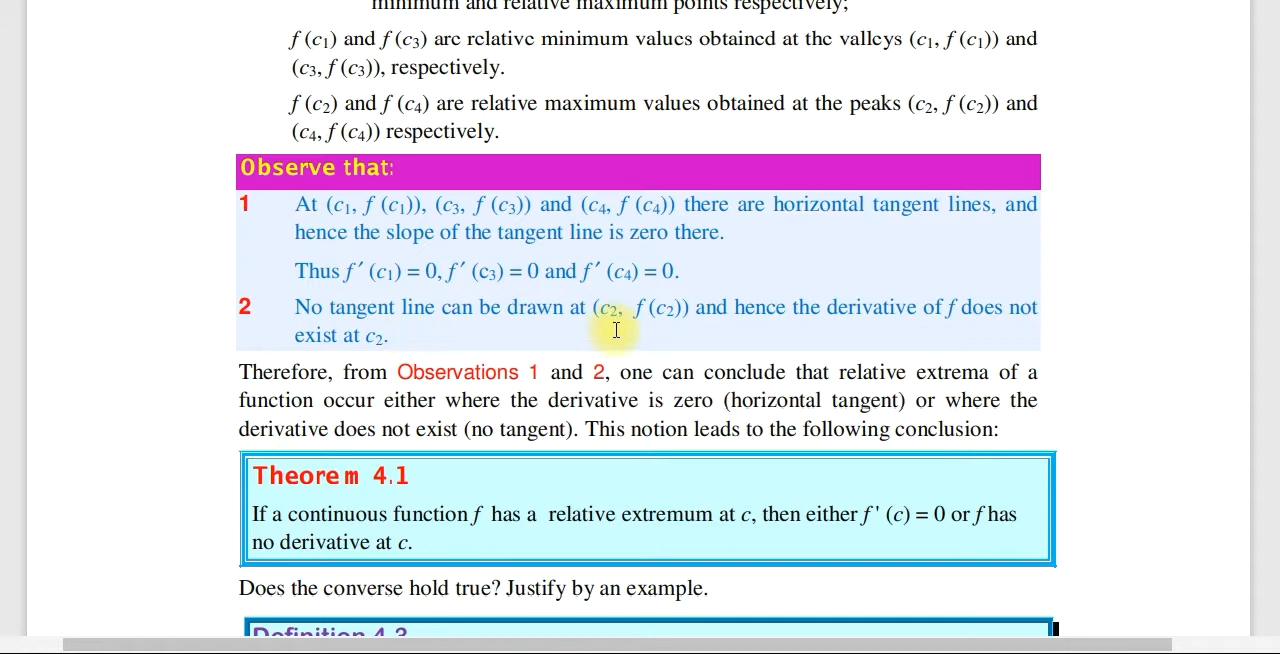 minimum and relative maximum points respectively;
f (c₁) and f (c₃) are relative minimum values obtained at the valleys (c₁, f (c₁)) and
(c₃, f (c₃)), respectively.
f (c₂) and f (c₄) are relative maximum values obtained at the peaks (c₂, f (c₂)) and
(c₄, f (c₄)) respectively.
Observe that:
1 At (c₁, f (c₁)), (c₃, f (c₃)) and (c₄, f (c₄)) there are horizontal tangent lines, and
hence the slope of the tangent line is zero there.
Thus f′ (c₁) = 0, f′ (c₃) = 0 and f′ (c₄) = 0.
2 No tangent line can be drawn at (c₂, f (c₂)) and hence the derivative of f does not
exist at c₂.
Therefore, from Observations 1 and 2, one can conclude that relative extrema of a
function occur either where the derivative is zero (horizontal tangent) or where the
derivative does not exist (no tangent). This notion leads to the following conclusion:
Theorem 4.1
If a continuous function f has a relative extremum at c, then either f ' (c) = 0 or f has
no derivative at c.
Does the converse hold true? Justify by an example.
Definition 4.